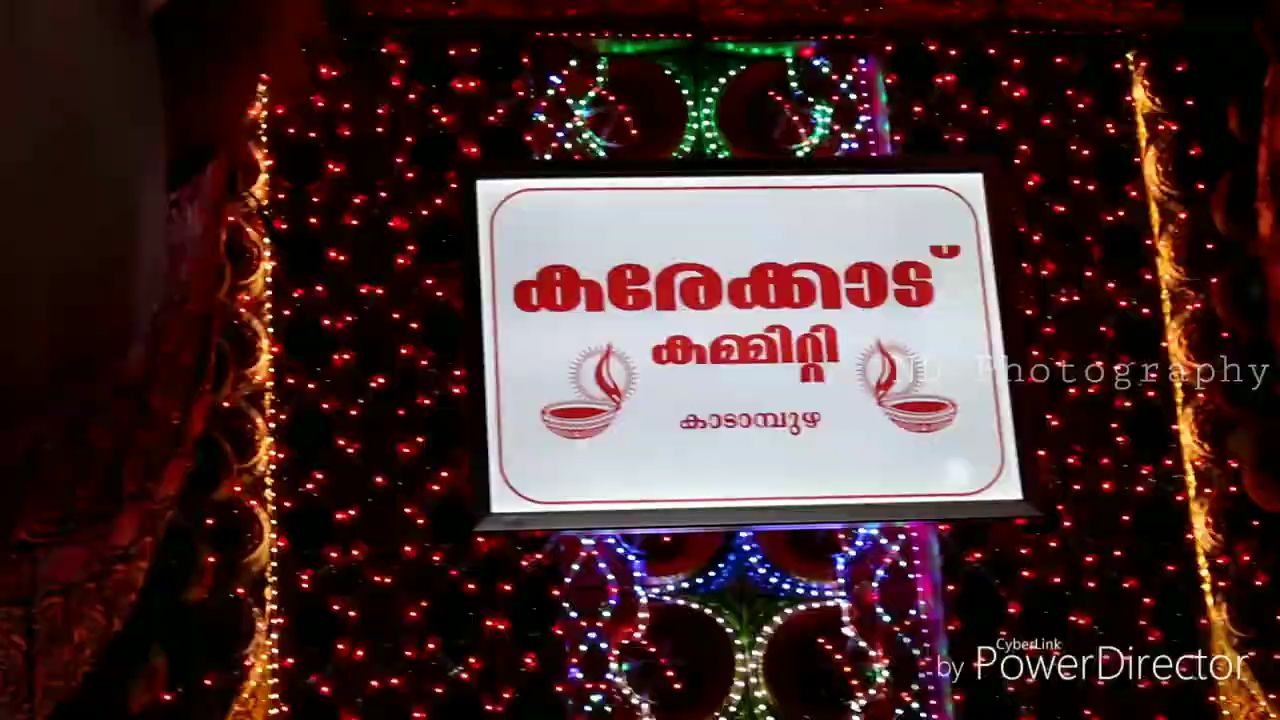 കരേക്കാട്
കമ്മിറ്റി
കാടാമ്പുഴ
Photography
CyberLink
by PowerDirector